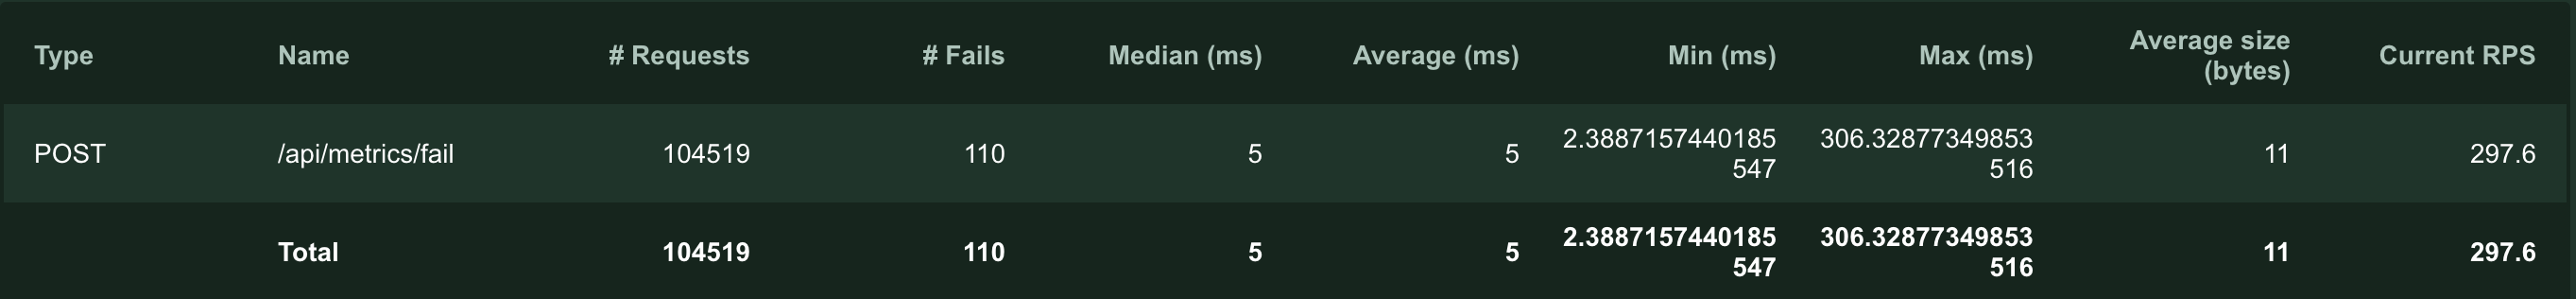 Type Name # Requests # Fails Median (ms) Average (ms) Min (ms) Max (ms) Average size (bytes) Current RPS
POST /api/metrics/fail 104519 110 5 5 2.3887157440185547 306.32877349853516 11 297.6
Total 104519 110 5 5 2.3887157440185547 306.32877349853516 11 297.6